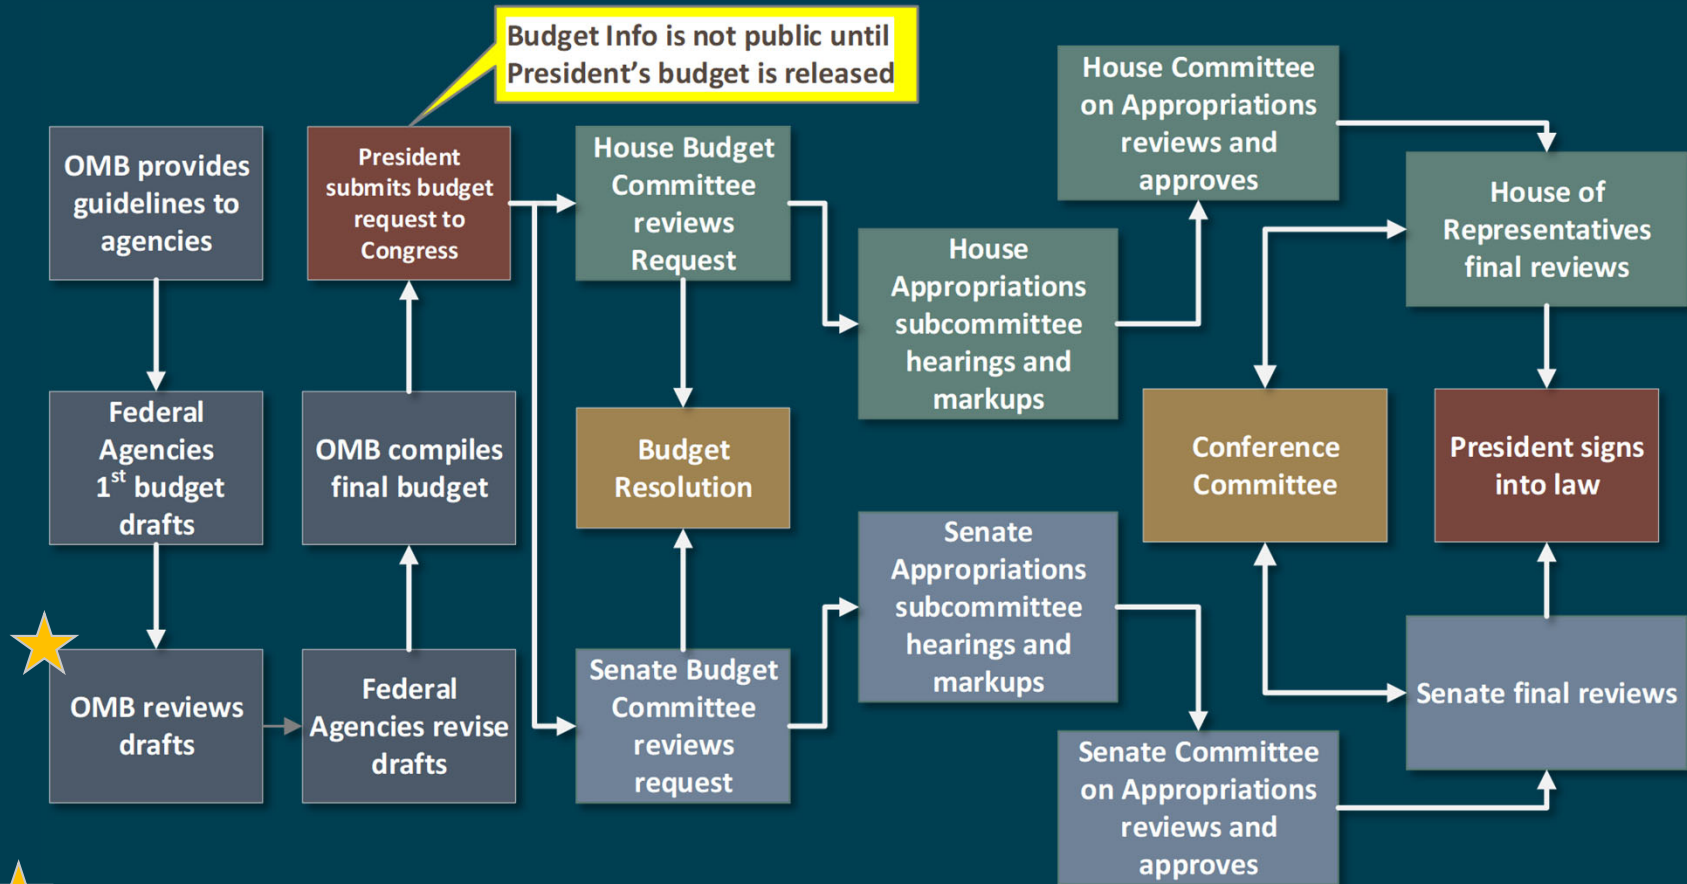 Budget Info is not public until
President’s budget is released
OMB provides
guidelines to
agencies
Federal
Agencies
1st budget
drafts
OMB reviews
drafts
Federal
Agencies revise
drafts
OMB compiles
final budget
President
submits budget
request to
Congress
House Budget
Committee
reviews
Request
Budget
Resolution
Senate Budget
Committee
reviews
request
House
Appropriations
subcommittee
hearings and
markups
Senate
Appropriations
subcommittee
hearings and
markups
House Committee
on Appropriations
reviews and
approves
Senate Committee
on Appropriations
reviews and
approves
House of
Representatives
final reviews
Conference
Committee
President signs
into law
Senate final reviews